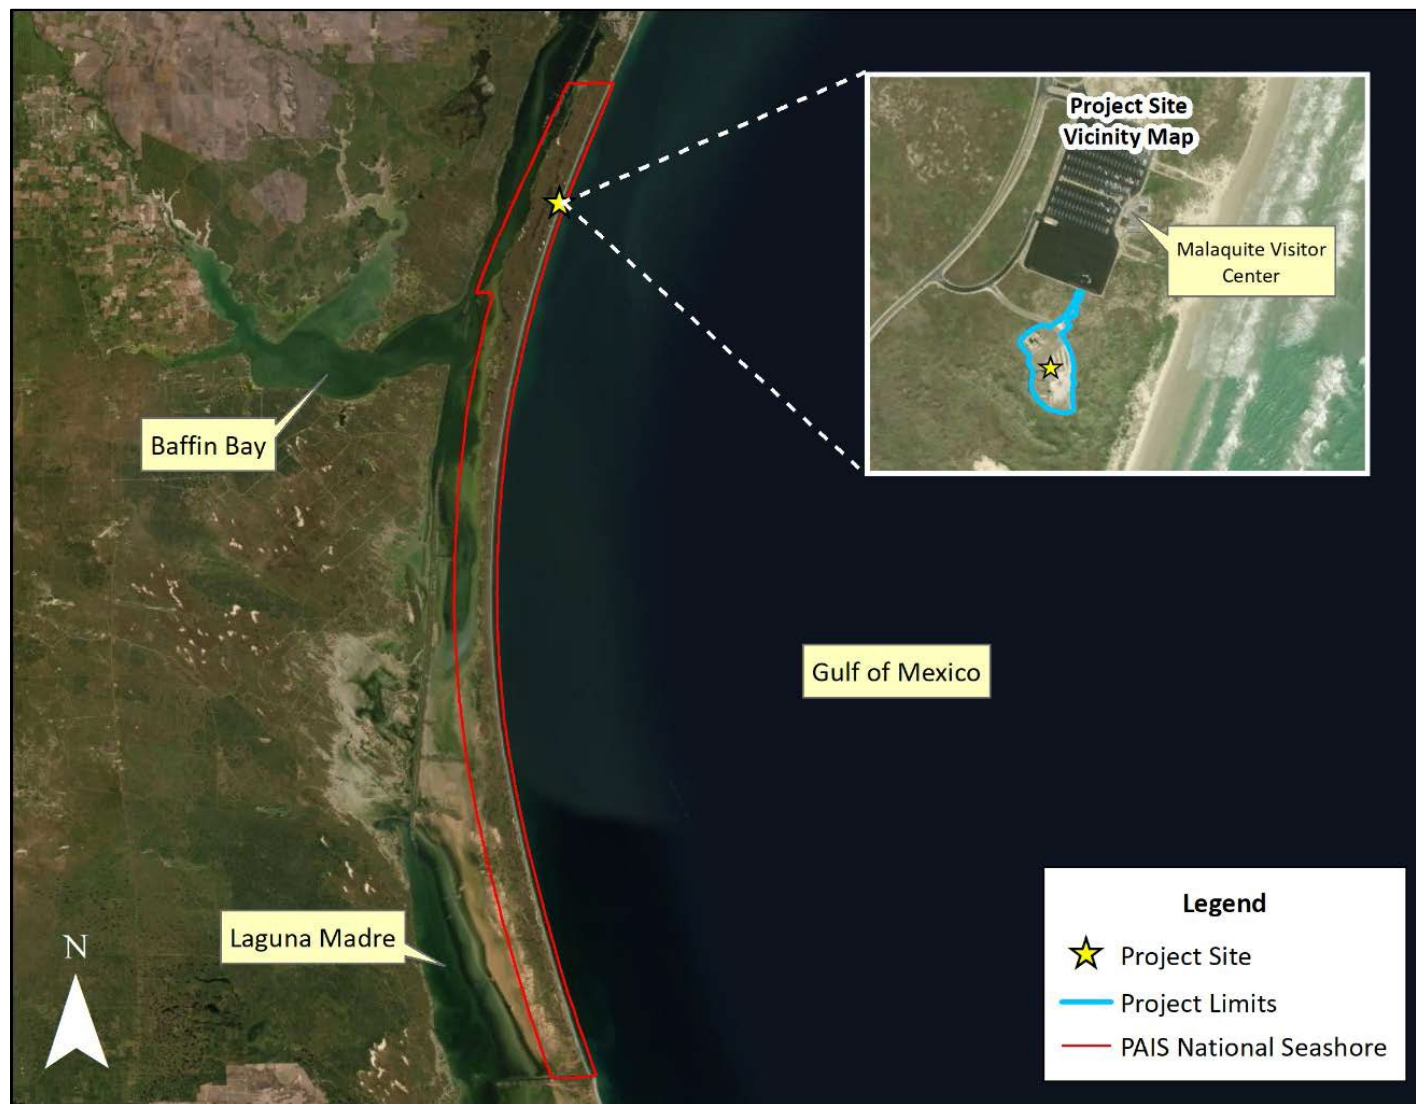 Project Site
Vicinity Map
Malaquite Visitor
Center
Baffin Bay
Gulf of Mexico
Laguna Madre
N
Legend
Project Site
Project Limits
PAIS National Seashore